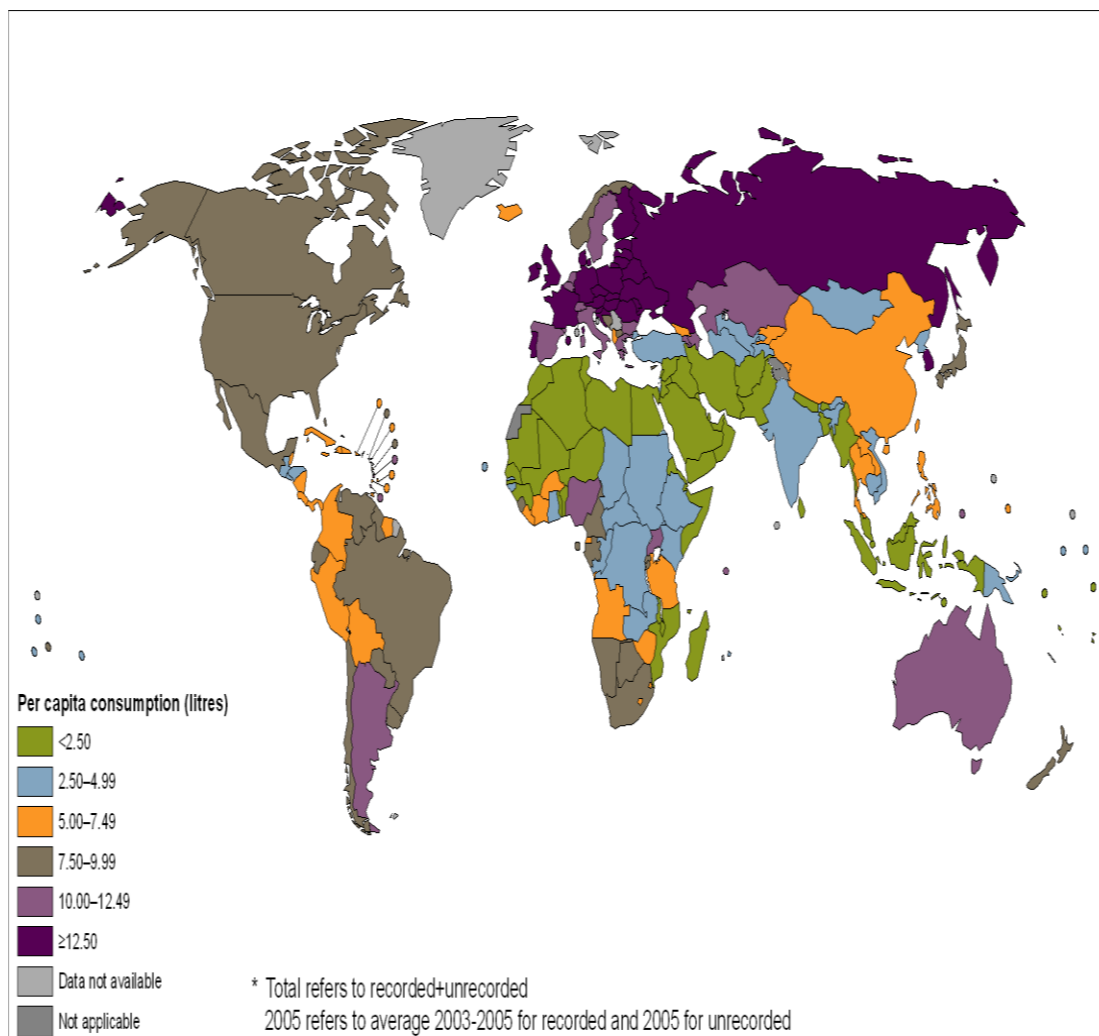 Per capita consumption (litres)
<2.50
2.50–4.99
5.00–7.49
7.50–9.99
10.00–12.49
≥12.50
Data not available
Not applicable
* Total refers to recorded+unrecorded
2005 refers to average 2003-2005 for recorded and 2005 for unrecorded